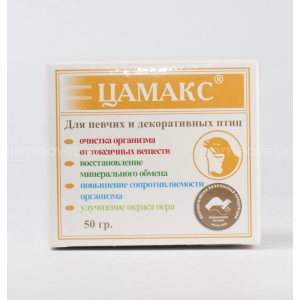 ЦАМАКС®
Для певчих и декоративных птиц
очистка организма
от токсичных веществ
восстановление
минерального обмена
повышение сопротивляемости
организма
улучшение окраса пера
50 гр.